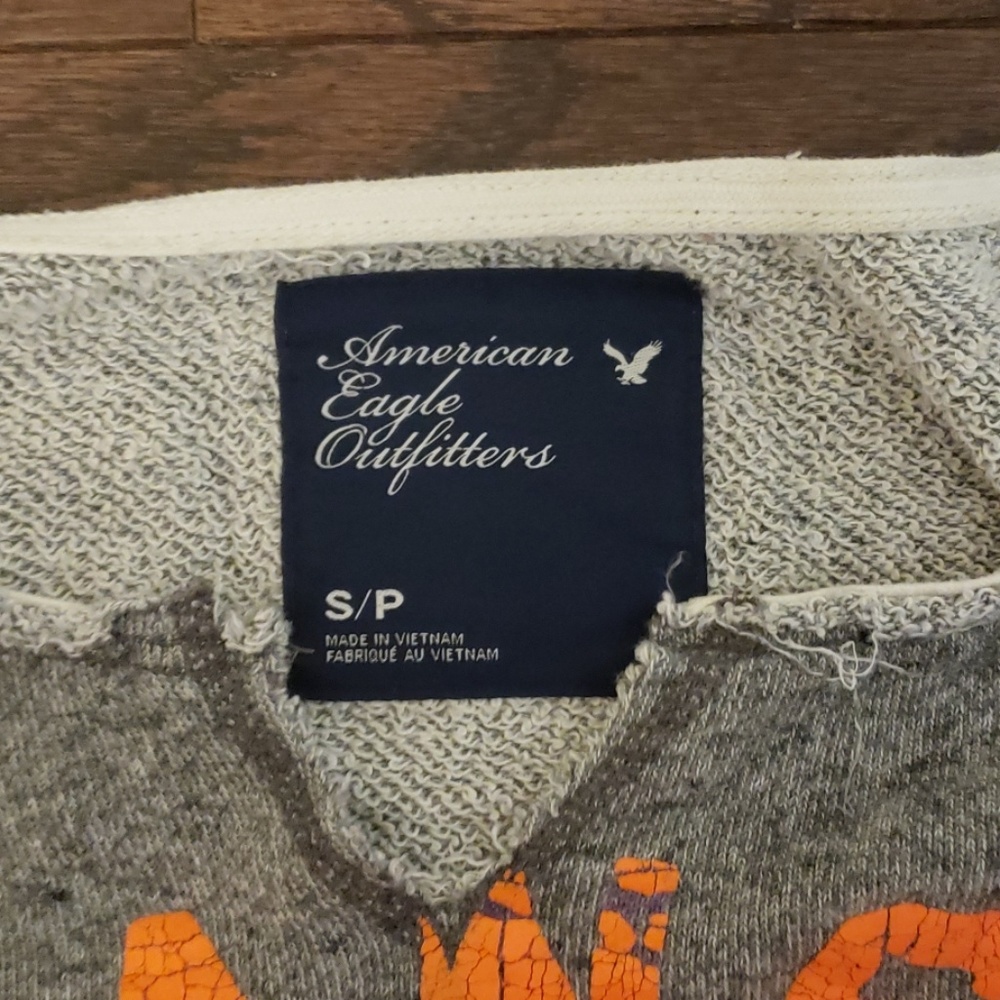 American
Eagle
Outfitters
S/P
MADE IN VIETNAM
FABRIQUÉ AU VIETNAM